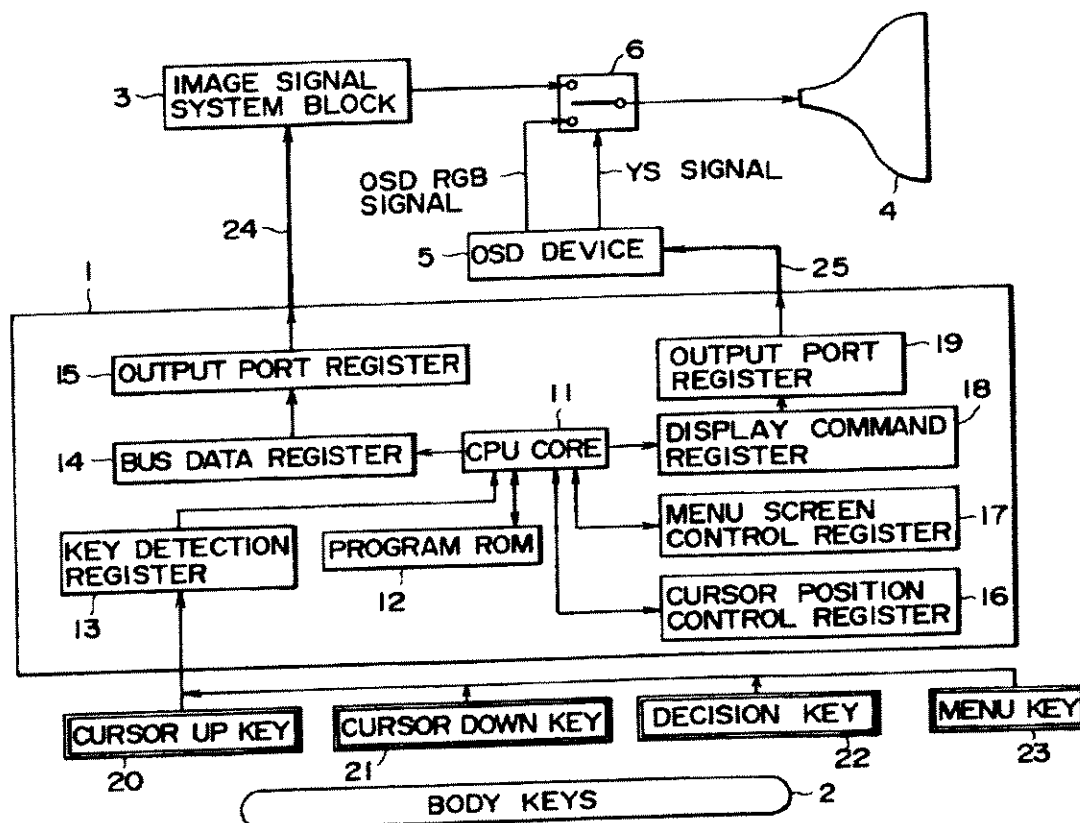 6
3
IMAGE SIGNAL
SYSTEM BLOCK
OSD RGB
SIGNAL
YS SIGNAL
4
24
5
OSD DEVICE
25
1
15
OUTPUT PORT REGISTER
OUTPUT PORT
REGISTER
19
11
18
14
BUS DATA REGISTER
CPU CORE
DISPLAY COMMAND
REGISTER
KEY DETECTION
REGISTER
PROGRAM ROM
MENU SCREEN
CONTROL REGISTER
17
13
12
CURSOR POSITION
CONTROL REGISTER
16
CURSOR UP KEY
CURSOR DOWN KEY
DECISION KEY
MENU KEY
20
21
22
23
BODY KEYS
2